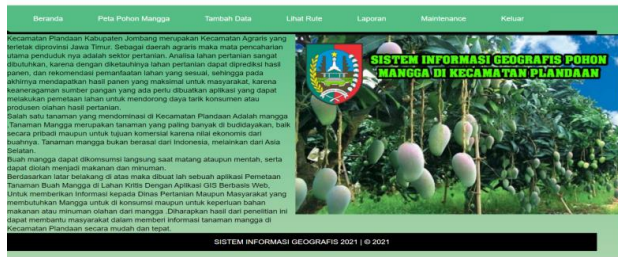 Beranda Peta Pohon Mangga Tambah Data Lihat Rute Laporan Maintenance Keluar
Kecamatan Plandaan Kabupaten Jombang merupakan Kecamatan Agraris yang
terletak diprovinsi Jawa Timur. Sebagai daerah agraris maka mata pencaharian
utama penduduk nya adalah sektor pertanian. Analisa lahan pertanian sangat
dibutuhkan, karena dengan diketauhinya lahan pertanian dapat diprediksi hasil
panen, dan rekomendasi pemanfaatan lahan yang sesuai, sehingga pada
akhirnya mendapatkan hasil panen yang maksimal untuk masyarakat, karena
keaneragaman sumber pangan yang ada perlu dibuatkan aplikasi yang dapat
melakukan pemetaan lahan untuk mendorong daya tarik konsumen atau
produsen olahan hasil pertanian.
Salah satu tanaman yang mendominasi di Kecamatan Plandaan Adalah mangga
,Tanaman Mangga merupakan tanaman yang paling banyak di budidayakan, baik
secara pribadi maupun untuk tujuan komersial karena nilai ekonomis dari
buahnya. Tanaman mangga bukan berasal dari Indonesia, melainkan dari Asia
Selatan.
Buah mangga dapat dikomsumsi langsung saat matang ataupun mentah, serta
dapat diolah menjadi makanan dan minuman.
Berdasarkan latar belakang di atas maka dibuat lah sebuah aplikasi Pemetaan
Tanaman Buah Mangga di Lahan Kritis Dengan Aplikasi GIS Berbasis Web,
Untuk memberikan Informasi kepada Dinas Pertanian Maupun Masyarakat yang
membutuhkan Mangga untuk di konsumsi maupun untuk keperluan bahan
makanan atau minuman olahan dari mangga .Diharapkan hasil dari penelitian ini
dapat membantu masyarakat dalam memberi informasi tanaman mangga di
Kecamatan Plandaan secara mudah dan tepat.
SISTEM INFORMASI GEOGRAFIS POHON
MANGGA DI KECAMATAN PLANDAAN
SISTEM INFORMASI GEOGRAFIS 2021 | © 2021